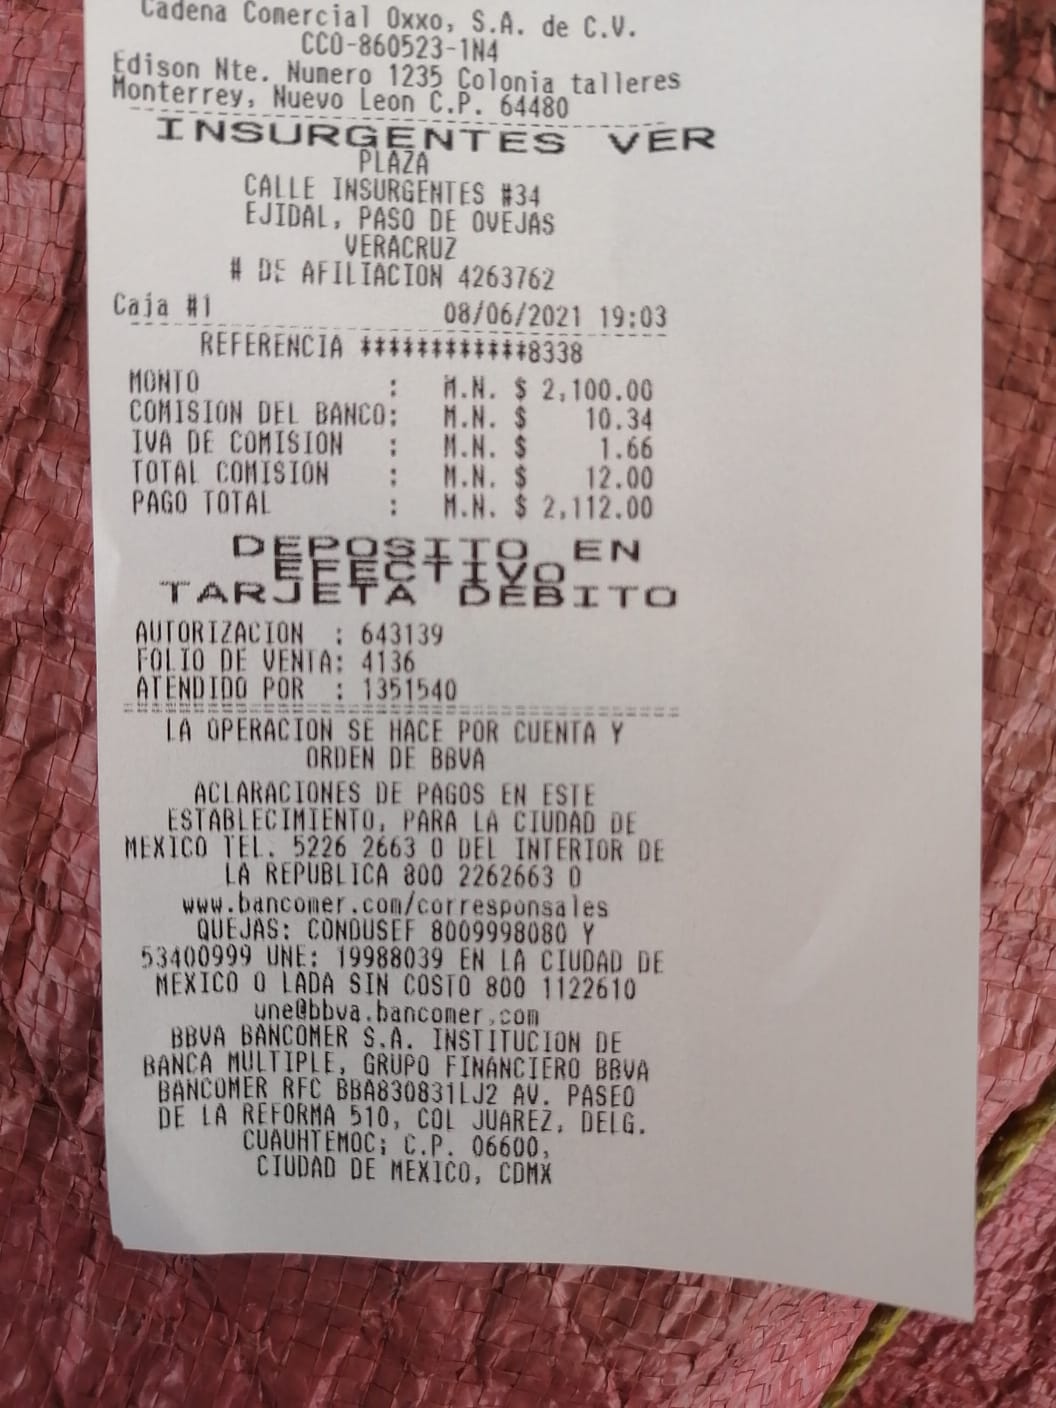 Cadena Comercial Oxxo, S.A. de C.V.
CCO-860523-1N4
Edison Nte. Numero 1235 Colonia talleres
Monterrey, Nuevo Leon C.P. 64480
INSURGENTES VER
PLAZA
CALLE INSURGENTES #34
EJIDAL, PASO DE OVEJAS
VERACRUZ
# DE AFILIACION 4263762
Caja #1 08/06/2021 19:03
REFERENCIA ************8338
MONTO : M.N. $ 2,100.00
COMISION DEL BANCO: M.N. $ 10.34
IVA DE COMISION : M.N. $ 1.66
TOTAL COMISION : M.N. $ 12.00
PAGO TOTAL : M.N. $ 2,112.00
DEPOSITO EN
EFECTIVO
TARJETA DEBITO
AUTORIZACION : 643139
FOLIO DE VENTA: 4136
ATENDIDO POR : 1351540
LA OPERACION SE HACE POR CUENTA Y
ORDEN DE BBVA
ACLARACIONES DE PAGOS EN ESTE
ESTABLECIMIENTO, PARA LA CIUDAD DE
MEXICO TEL. 5226 2663 O DEL INTERIOR DE
LA REPUBLICA 800 2262663 O
www.bancomer.com/corresponsales
QUEJAS: CONDUSEF 8009998080 Y
53400999 UNE: 19988039 EN LA CIUDAD DE
MEXICO O LADA SIN COSTO 800 1122610
une@bbva.bancomer.com
BBVA BANCOMER S.A. INSTITUCION DE
BANCA MULTIPLE, GRUPO FINANCIERO BBVA
BANCOMER RFC BBA830831LJ2 AV. PASEO
DE LA REFORMA 510, COL JUAREZ, DELG.
CUAUHTEMOC; C.P. 06600,
CIUDAD DE MEXICO, CDMX